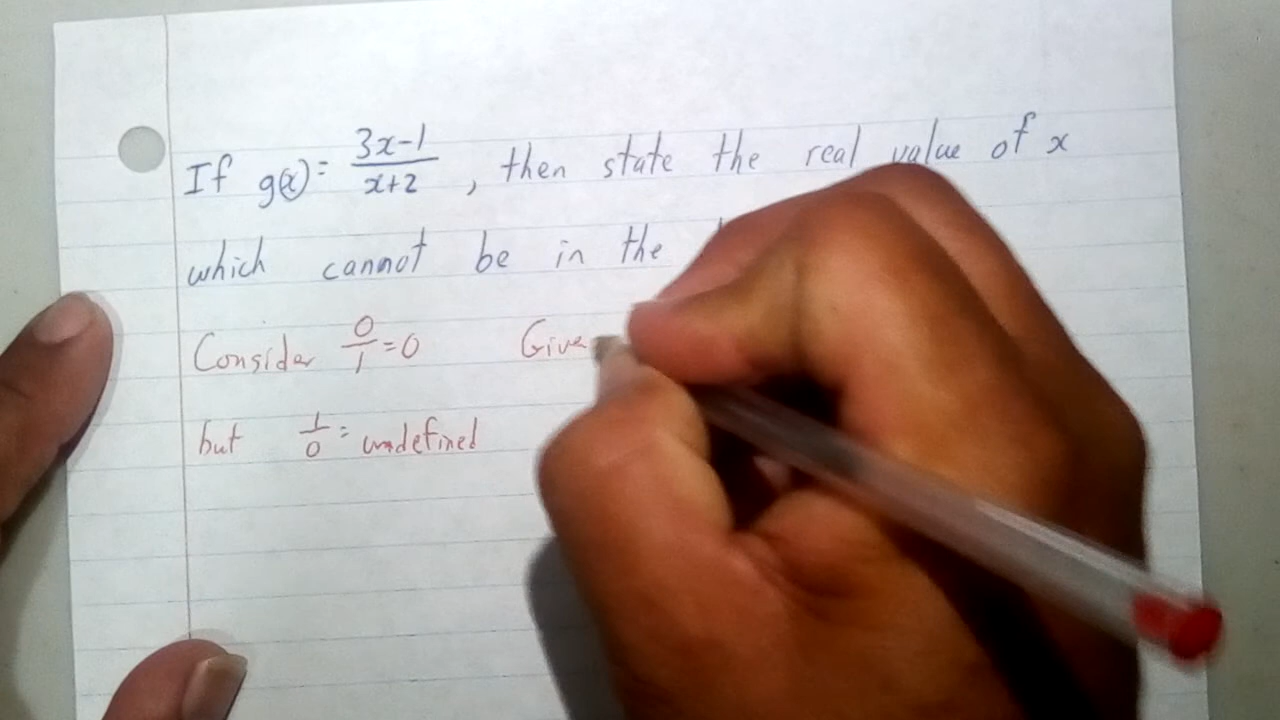 If g(x) = 3x-1/x+2, then state the real value of x
which cannot be in the
Consider 0/1 = 0 Give
but 1/0 = undefined